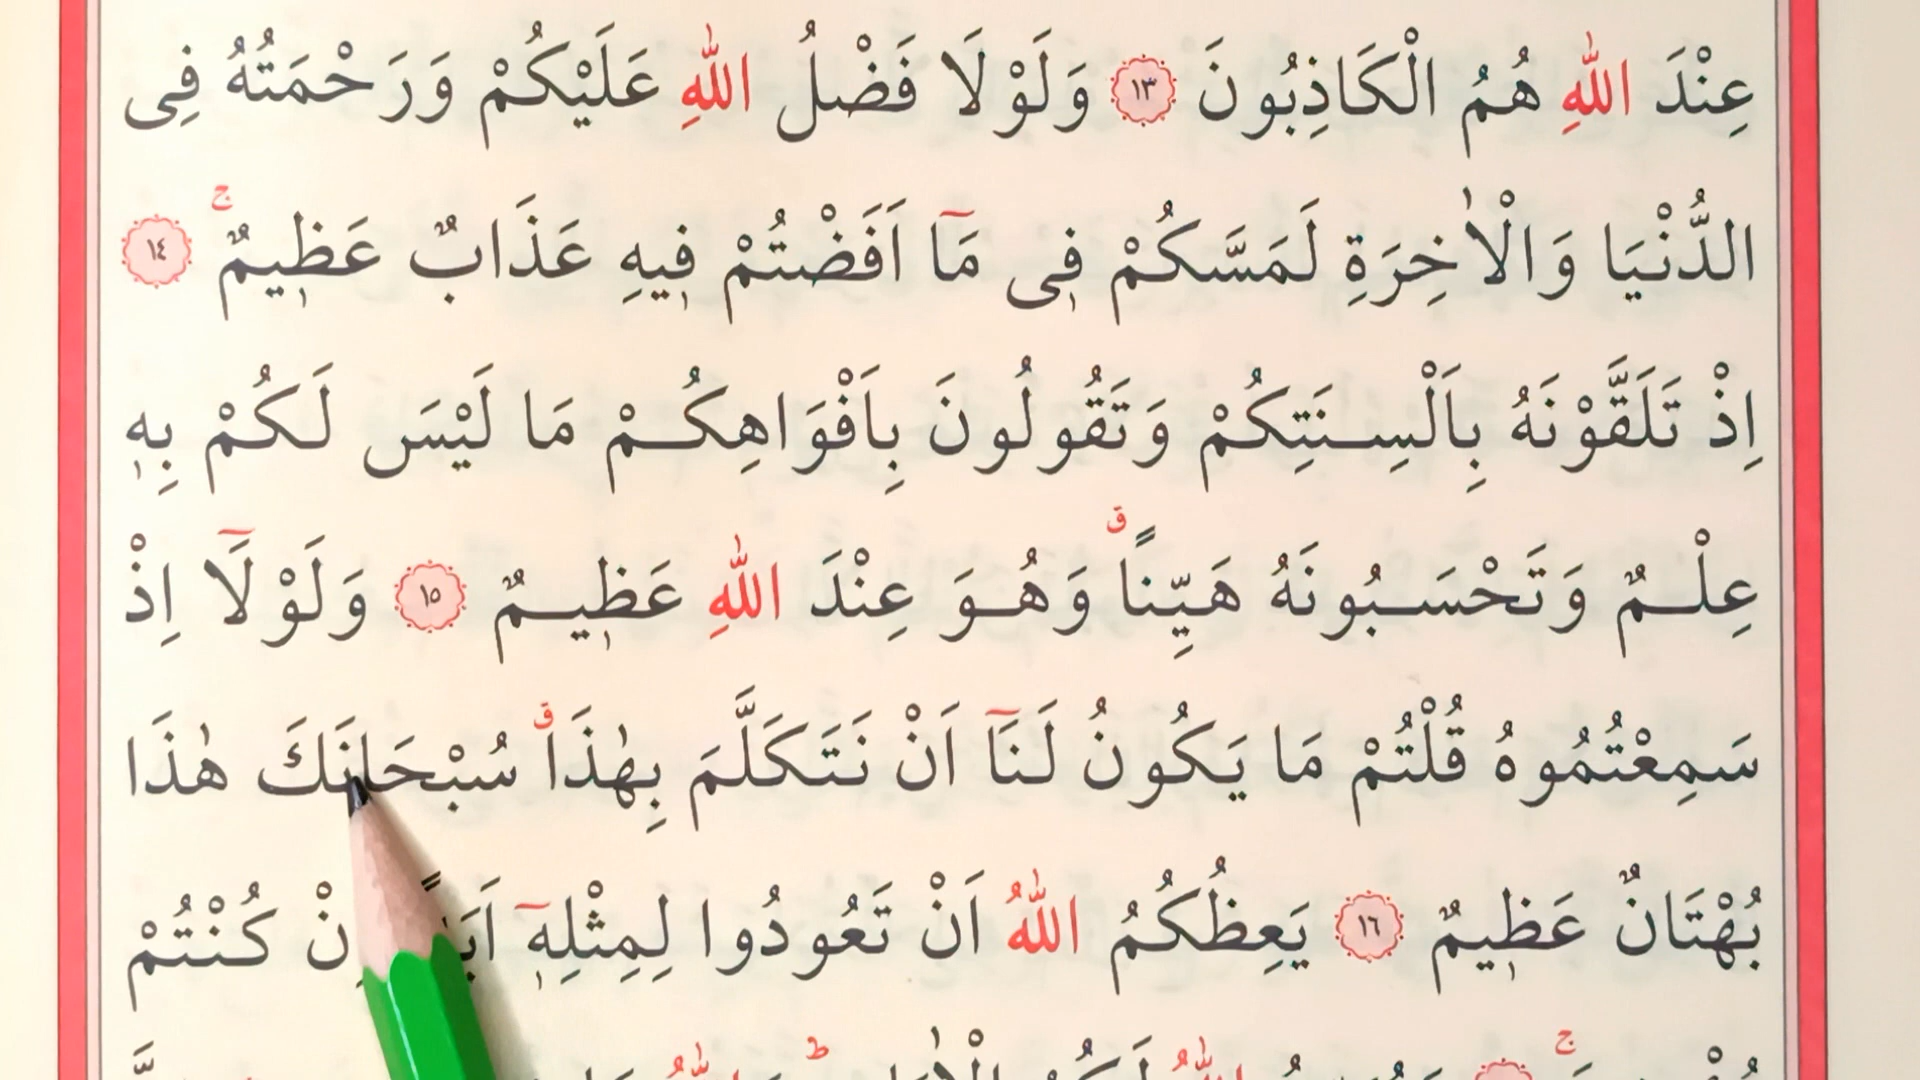 عِنْدَ اللّٰهِ هُمُ الْكَاذِبُونَ ١٣ وَلَوْلَا فَضْلُ اللّٰهِ عَلَيْكُمْ وَرَحْمَتُهُ فِى
الدُّنْيَا وَالْاٰخِرَةِ لَمَسَّكُمْ فٖى مَٓا اَفَضْتُمْ فٖيهِ عَذَابٌ عَظٖيمٌۚ ١٤
اِذْ تَلَقَّوْنَهُ بِاَلْسِنَتِكُمْ وَتَقُولُونَ بِاَفْوَاهِكُمْ مَا لَيْسَ لَكُمْ بِهٖ
عِلْمٌ وَتَحْسَبُونَهُ هَيِّناًࣗ وَهُوَ عِنْدَ اللّٰهِ عَظٖيمٌ ١٥ وَلَوْلَٓا اِذْ
سَمِعْتُمُوهُ قُلْتُمْ مَا يَكُونُ لَنَٓا اَنْ نَتَكَلَّمَ بِهٰذَاࣗ سُبْحَانَكَ هٰذَا
بُهْتَانٌ عَظٖيمٌ ١٦ يَعِظُكُمُ اللّٰهُ اَنْ تَعُودُوا لِمِثْلِهٖٓ كُنْتُمْ